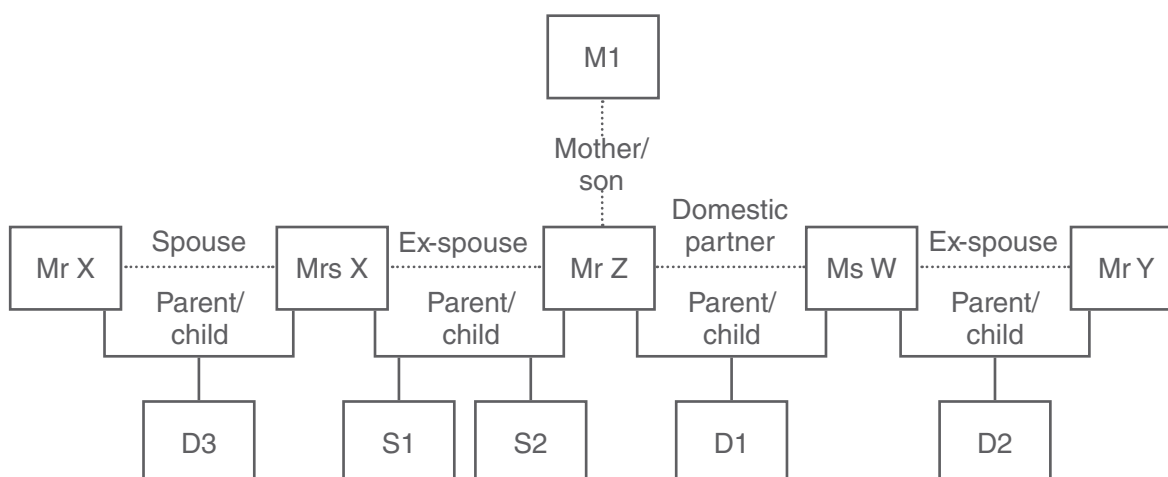 M1
Mother/
son
Domestic
partner
Spouse
Ex-spouse
Ex-spouse
Mr X
Mrs X
Mr Z
Ms W
Mr Y
Parent/
child
Parent/
child
Parent/
child
Parent/
child
D3
S1
S2
D1
D2